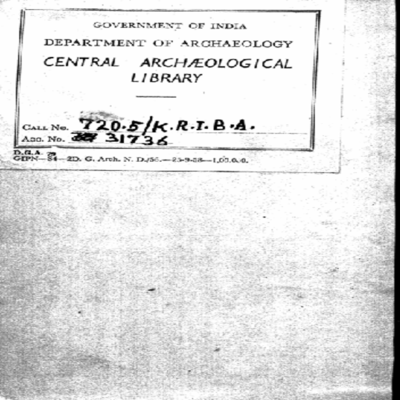 GOVERNMENT OF INDIA
DEPARTMENT OF ARCHAEOLOGY
CENTRAL ARCHÆOLOGICAL
LIBRARY
CALL No. 720.5/K.R.I.B.A.
ACC. No. 31736
D.G.A. 79
GIPN—S4—2D. G. Arch. N. D./56.—25-9-58—1,00,000.